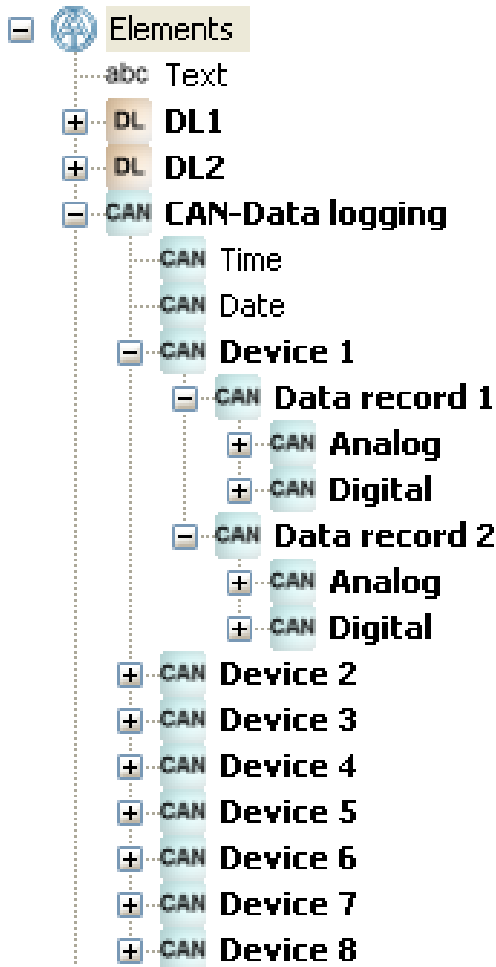 Elements
abc Text
DL DL1
DL DL2
CAN CAN-Data logging
CAN Time
CAN Date
CAN Device 1
CAN Data record 1
CAN Analog
CAN Digital
CAN Data record 2
CAN Analog
CAN Digital
CAN Device 2
CAN Device 3
CAN Device 4
CAN Device 5
CAN Device 6
CAN Device 7
CAN Device 8